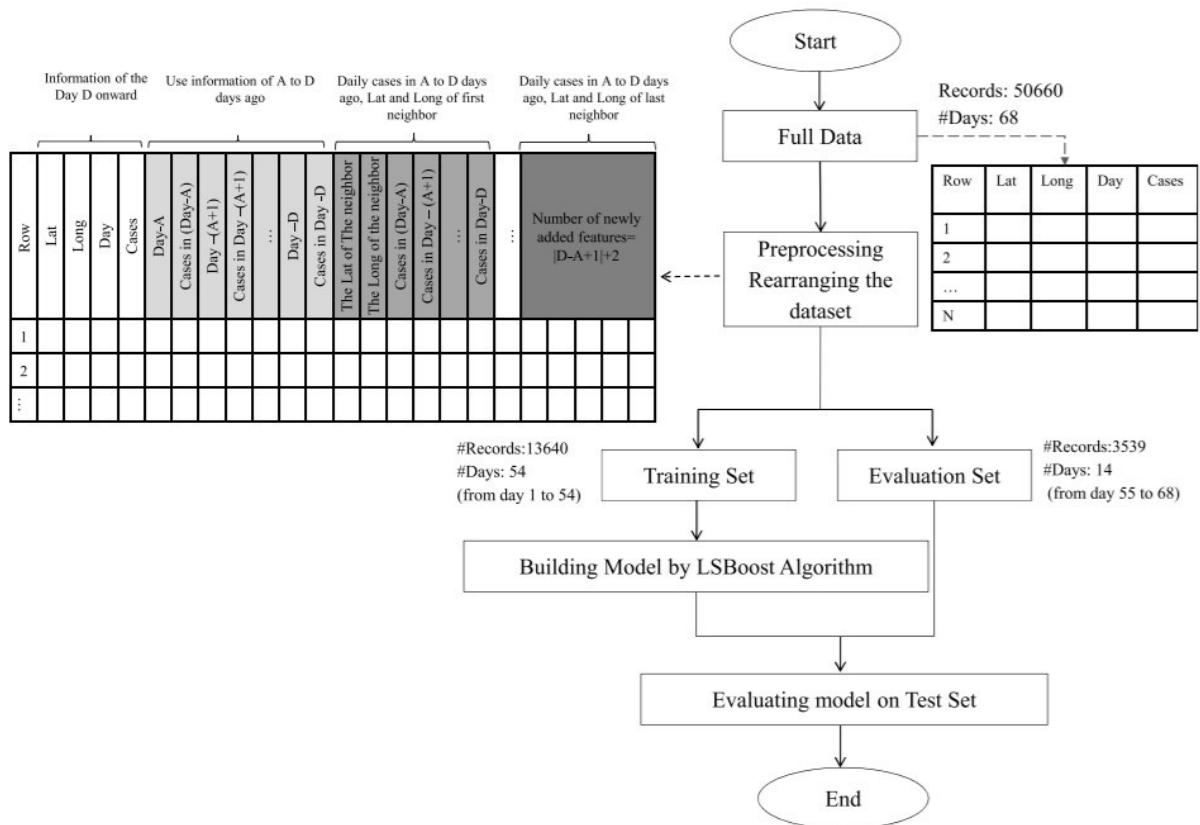 Start
Records: 50660
#Days: 68
Full Data
Row Lat Long Day Cases
1
2
…
N
Information of the
Day D onward
Use information of A to D
days ago
Daily cases in A to D days
ago, Lat and Long of first
neighbor
Daily cases in A to D days
ago, Lat and Long of last
neighbor
Row
Lat
Long
Day
Cases
Day-A
Cases in (Day-A)
Day –(A+1)
Cases in Day –(A+1)
…
Day –D
Cases in Day -D
The Lat of The neighbor
The Long of the neighbor
Cases in (Day-A)
Cases in Day – (A+1)
…
Cases in Day-D
…
Number of newly
added features=
|D-A+1|+2
1
2
…
Preprocessing
Rearranging the
dataset
#Records:13640
#Days: 54
(from day 1 to 54)
Training Set
Evaluation Set
#Records:3539
#Days: 14
(from day 55 to 68)
Building Model by LSBoost Algorithm
Evaluating model on Test Set
End